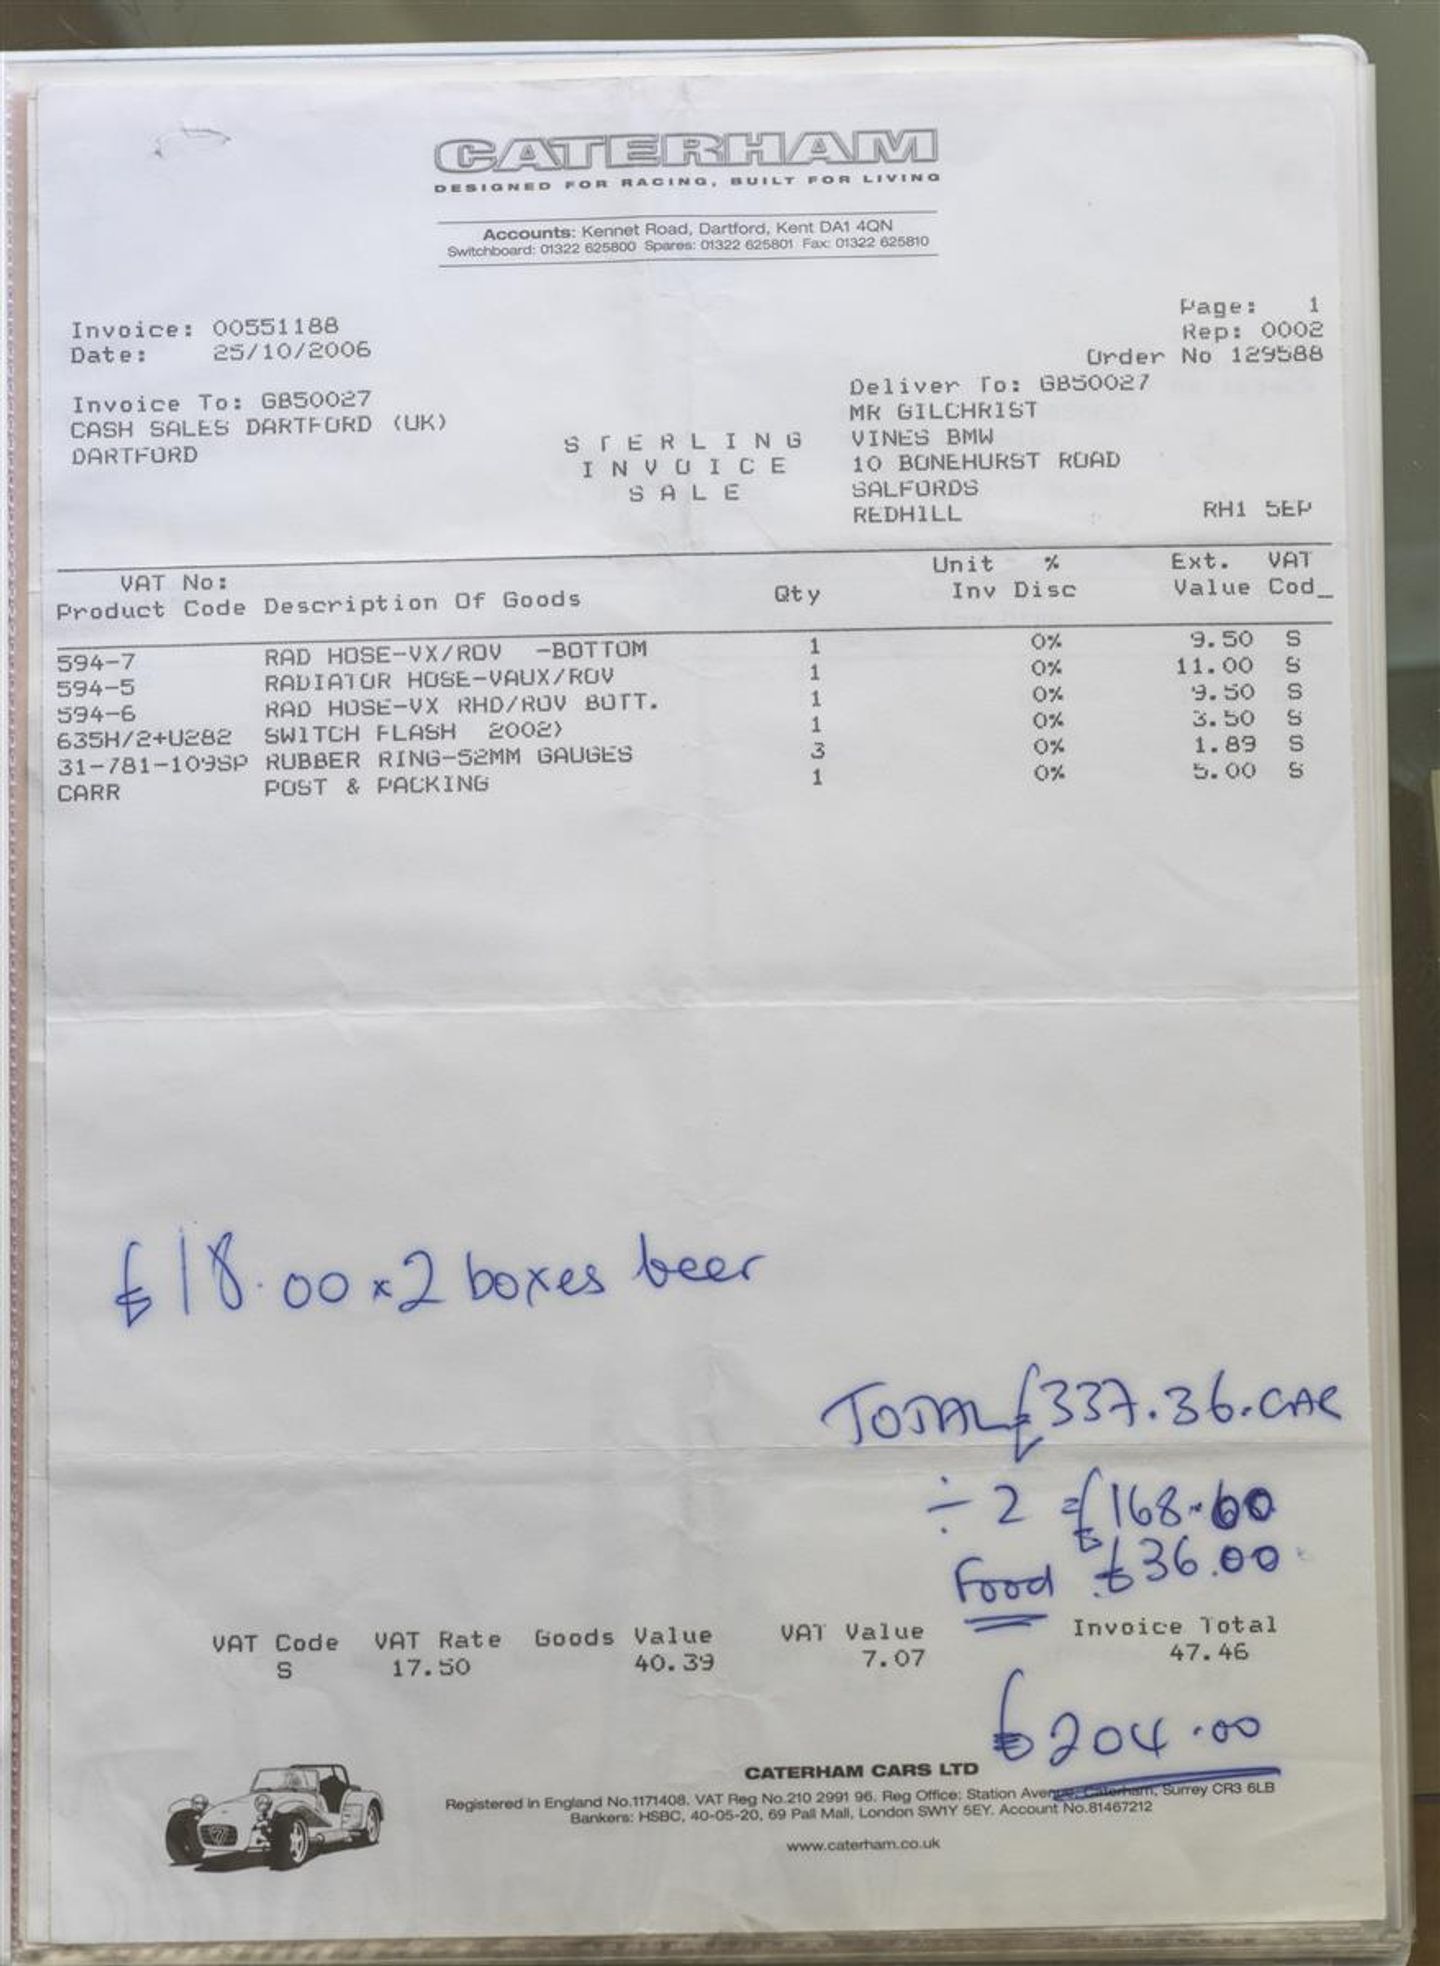 CATERHAM
DESIGNED FOR RACING, BUILT FOR LIVING
Accounts: Kennet Road, Dartford, Kent DA1 4QN
Switchboard: 01322 625800 Spares: 01322 625801 Fax: 01322 625810
Page: 1
Invoice: 00551188 Rep: 0002
Date: 25/10/2006 Order No 129588
Invoice To: GB50027 Deliver To: GB50027
CASH SALES DARTFORD (UK) MR GILCHRIST
DARTFORD STERLING VINES BMW
INVOICE 10 BONEHURST ROAD
SALE SALFORDS
REDHILL RH1 5EP
VAT No: Unit % Ext. VAT
Product Code Description Of Goods Qty Inv Disc Value Cod_
594-7 RAD HOSE-VX/ROV -BOTTOM 1 0% 9.50 S
594-5 RADIATOR HOSE-VAUX/ROV 1 0% 11.00 S
594-6 RAD HOSE-VX RHD/ROV BOTT. 1 0% 9.50 S
635H/2+U282 SWITCH FLASH 2002> 1 0% 3.50 S
31-781-109SP RUBBER RING-52MM GAUGES 3 0% 1.89 S
CARR POST & PACKING 1 0% 5.00 S
£18.00 x 2 boxes beer
TOTAL £337.36.CAR
÷ 2 = £168.60
Food £36.00
VAT Code VAT Rate Goods Value VAT Value Invoice Total
S 17.50 40.39 7.07 47.46
£204.00
CATERHAM CARS LTD
Registered in England No.1171408. VAT Reg No.210 2991 96. Reg Office: Station Avenue, Caterham, Surrey CR3 6LB
Bankers: HSBC, 40-05-20, 69 Pall Mall, London SW1Y 5EY. Account No.81467212
www.caterham.co.uk